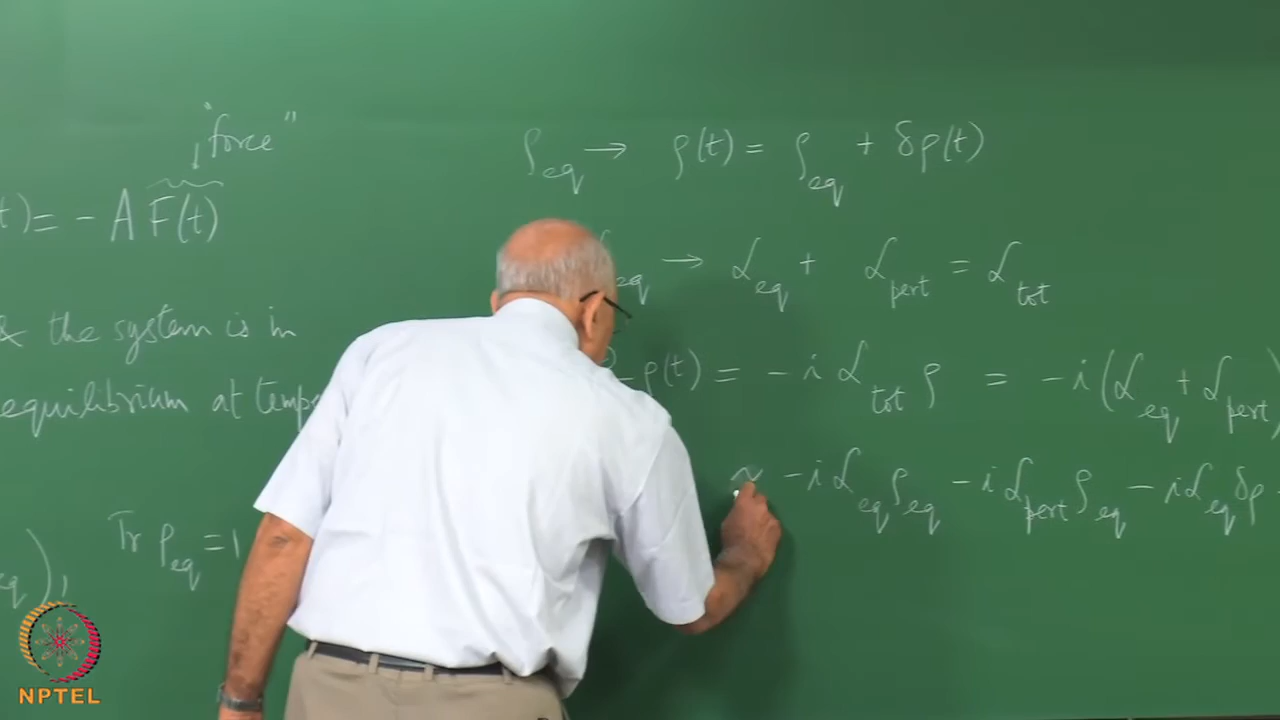 "force"
t) = - A F(t)
& the system is in
equilibrium at tempe
eq ),
Tr ρ_eq = 1
ρ_eq → ρ(t) = ρ_eq + δρ(t)
eq → ℒ_eq + ℒ_pert = ℒ_tot
ρ(t) = - i ℒ_tot ρ = - i (ℒ_eq + ℒ_pert)
≃ - i ℒ_eq ρ_eq - i ℒ_pert ρ_eq - i ℒ_eq δρ
NPTEL